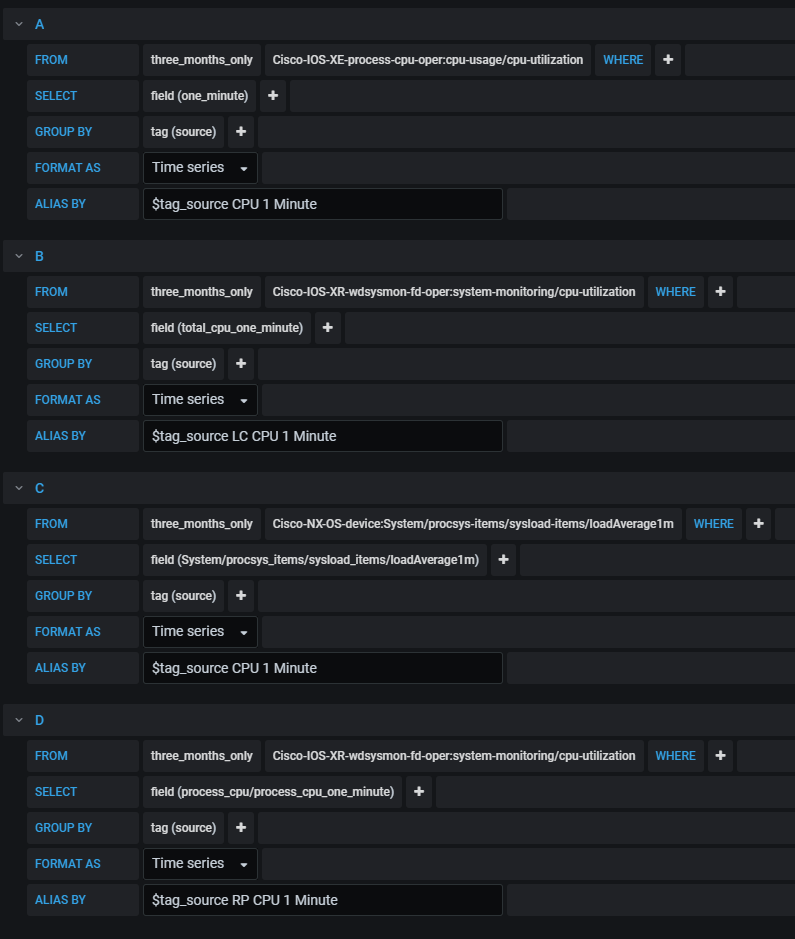 A
FROM three_months_only Cisco-IOS-XE-process-cpu-oper:cpu-usage/cpu-utilization WHERE +
SELECT field (one_minute) +
GROUP BY tag (source) +
FORMAT AS Time series
ALIAS BY $tag_source CPU 1 Minute
B
FROM three_months_only Cisco-IOS-XR-wdsysmon-fd-oper:system-monitoring/cpu-utilization WHERE +
SELECT field (total_cpu_one_minute) +
GROUP BY tag (source) +
FORMAT AS Time series
ALIAS BY $tag_source LC CPU 1 Minute
C
FROM three_months_only Cisco-NX-OS-device:System/procsys-items/sysload-items/loadAverage1m WHERE +
SELECT field (System/procsys_items/sysload_items/loadAverage1m) +
GROUP BY tag (source) +
FORMAT AS Time series
ALIAS BY $tag_source CPU 1 Minute
D
FROM three_months_only Cisco-IOS-XR-wdsysmon-fd-oper:system-monitoring/cpu-utilization WHERE +
SELECT field (process_cpu/process_cpu_one_minute) +
GROUP BY tag (source) +
FORMAT AS Time series
ALIAS BY $tag_source RP CPU 1 Minute